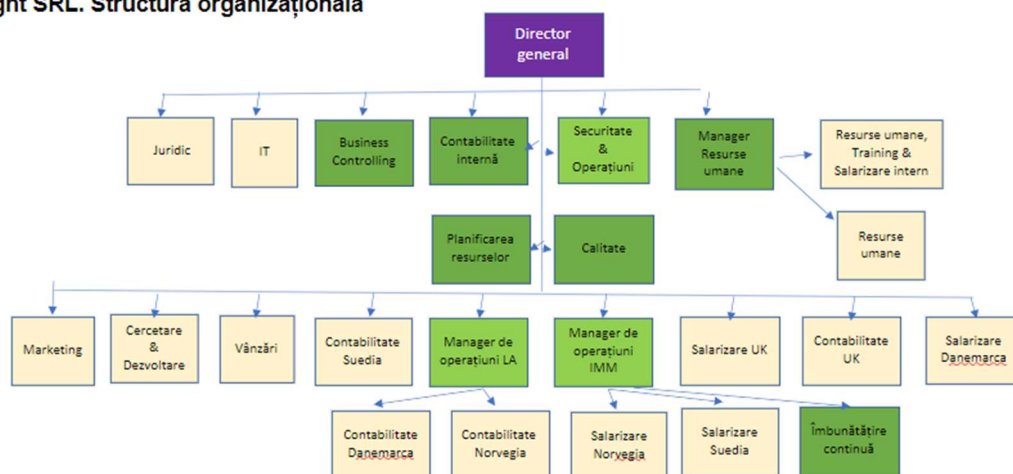 SRL. Structura organizațională
Director
general
Juridic
IT
Business
Controlling
Contabilitate
internă
Securitate
&
Operațiuni
Manager
Resurse
umane
Resurse umane,
Training &
Salarizare intern
Planificarea
resurselor
Calitate
Resurse
umane
Marketing
Cercetare
&
Dezvoltare
Vânzări
Contabilitate
Suedia
Manager de
operațiuni LA
Manager de
operațiuni
IMM
Salarizare UK
Contabilitate
UK
Salarizare
Danemarca
Contabilitate
Danemarca
Contabilitate
Norvegia
Salarizare
Norvegia
Salarizare
Suedia
Îmbunătățire
continuă